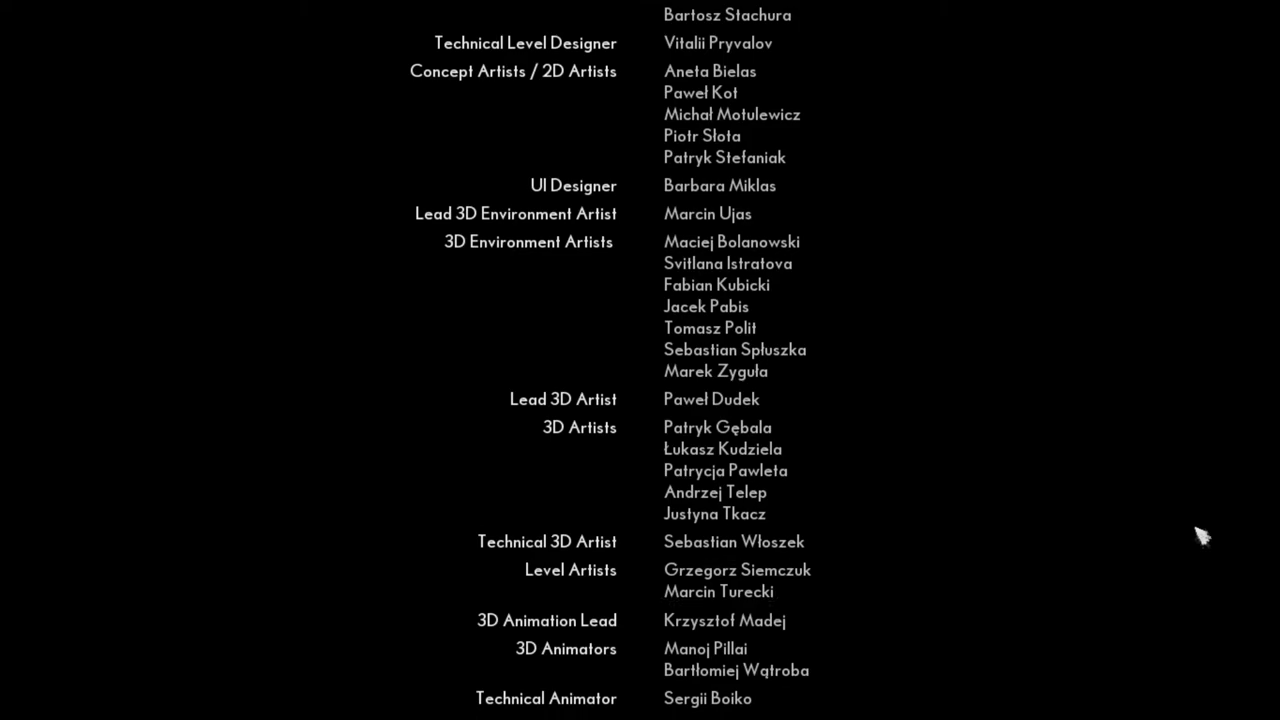 Bartosz Stachura
Technical Level Designer Vitalii Pryvalov
Concept Artists / 2D Artists Aneta Bielas
Paweł Kot
Michał Motulewicz
Piotr Słota
Patryk Stefaniak
UI Designer Barbara Miklas
Lead 3D Environment Artist Marcin Ujas
3D Environment Artists Maciej Bolanowski
Svitlana Istratova
Fabian Kubicki
Jacek Pabis
Tomasz Polit
Sebastian Spłuszka
Marek Zyguła
Lead 3D Artist Paweł Dudek
3D Artists Patryk Gębala
Łukasz Kudziela
Patrycja Pawleta
Andrzej Telep
Justyna Tkacz
Technical 3D Artist Sebastian Włoszek
Level Artists Grzegorz Siemczuk
Marcin Turecki
3D Animation Lead Krzysztof Madej
3D Animators Manoj Pillai
Bartłomiej Wątroba
Technical Animator Sergii Boiko